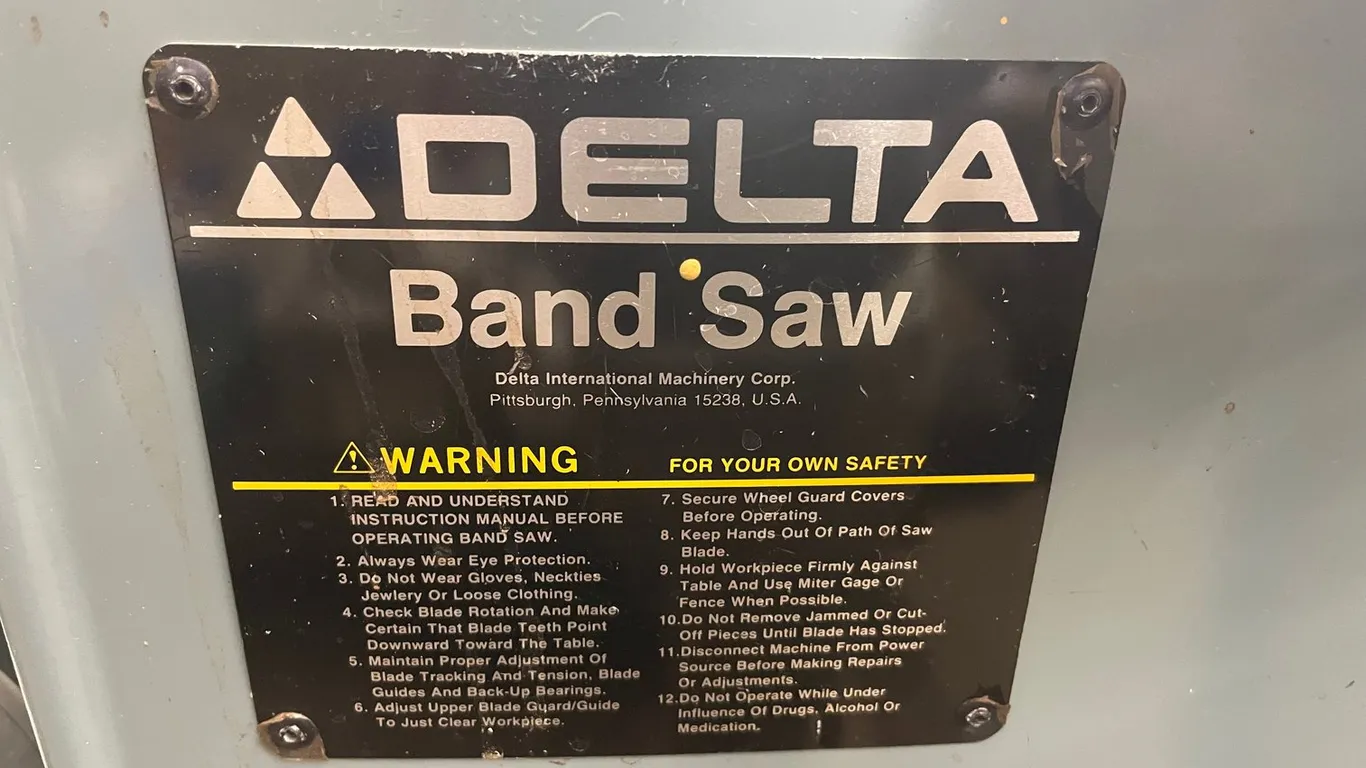 DELTA
Band Saw
Delta International Machinery Corp.
Pittsburgh, Pennsylvania 15238, U.S.A.
WARNING
1. READ AND UNDERSTAND
INSTRUCTION MANUAL BEFORE
OPERATING BAND SAW.
2. Always Wear Eye Protection.
3. Do Not Wear Gloves, Neckties
Jewlery Or Loose Clothing.
4. Check Blade Rotation And Make
Certain That Blade Teeth Point
Downward Toward The Table.
5. Maintain Proper Adjustment Of
Blade Tracking And Tension, Blade
Guides And Back-Up Bearings.
6. Adjust Upper Blade Guard/Guide
To Just Clear Workpiece.
FOR YOUR OWN SAFETY
7. Secure Wheel Guard Covers
Before Operating.
8. Keep Hands Out Of Path Of Saw
Blade.
9. Hold Workpiece Firmly Against
Table And Use Miter Gage Or
Fence When Possible.
10. Do Not Remove Jammed Or Cut-
Off Pieces Until Blade Has Stopped.
11. Disconnect Machine From Power
Source Before Making Repairs
Or Adjustments.
12. Do Not Operate While Under
Influence Of Drugs, Alcohol Or
Medication.